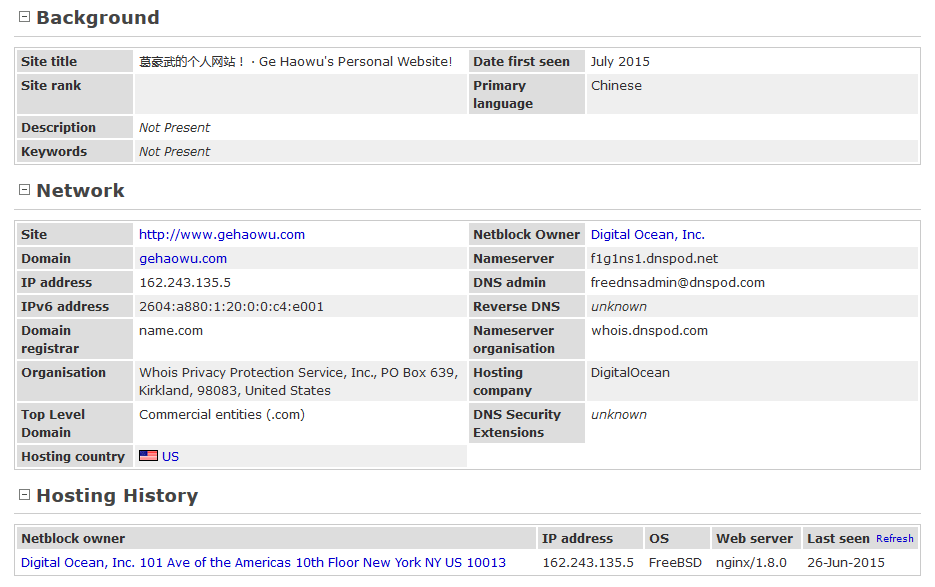 Background
Site title 葛豪武的个人网站！ · Ge Haowu's Personal Website! Date first seen July 2015
Site rank Primary language Chinese
Description Not Present
Keywords Not Present
Network
Site http://www.gehaowu.com Netblock Owner Digital Ocean, Inc.
Domain gehaowu.com Nameserver f1g1ns1.dnspod.net
IP address 162.243.135.5 DNS admin freednsadmin@dnspod.com
IPv6 address 2604:a880:1:20:0:0:c4:e001 Reverse DNS unknown
Domain registrar name.com Nameserver organisation whois.dnspod.com
Organisation Whois Privacy Protection Service, Inc., PO Box 639, Kirkland, 98083, United States Hosting company DigitalOcean
Top Level Domain Commercial entities (.com) DNS Security Extensions unknown
Hosting country US
Hosting History
Netblock owner IP address OS Web server Last seen Refresh
Digital Ocean, Inc. 101 Ave of the Americas 10th Floor New York NY US 10013 162.243.135.5 FreeBSD nginx/1.8.0 26-Jun-2015